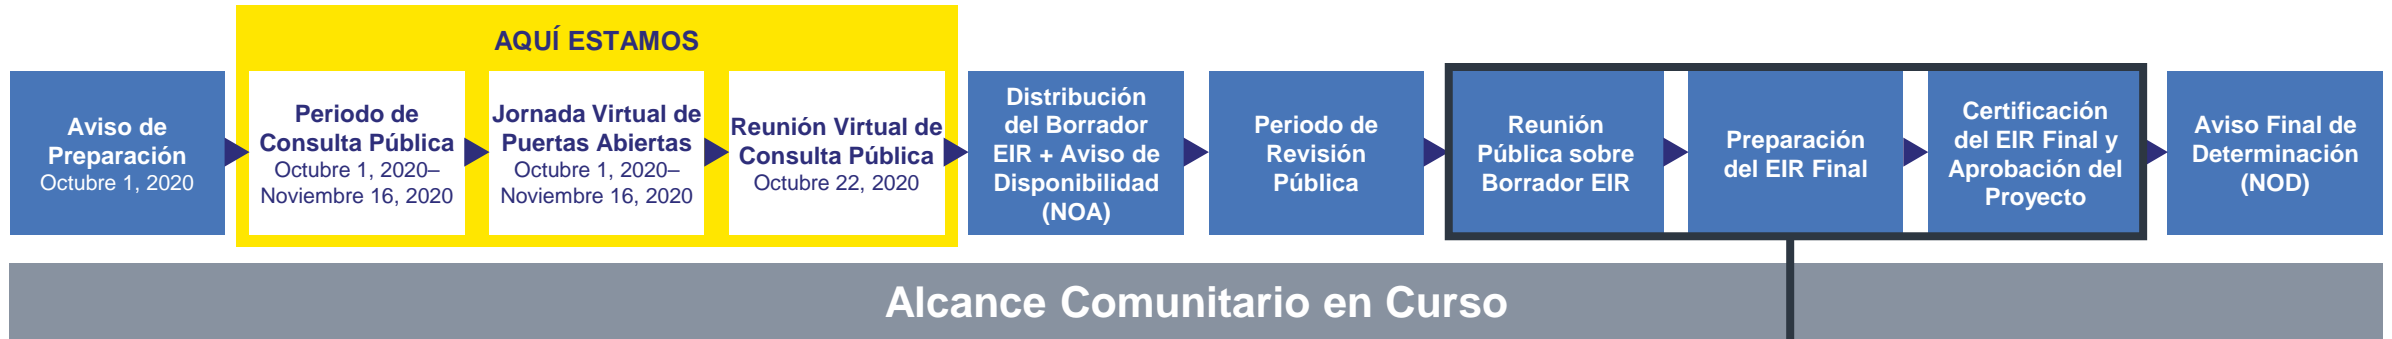 AQUÍ ESTAMOS
Aviso de
Preparación
Octubre 1, 2020
Periodo de
Consulta Pública
Octubre 1, 2020–
Noviembre 16, 2020
Jornada Virtual de
Puertas Abiertas
Octubre 1, 2020–
Noviembre 16, 2020
Reunión Virtual de
Consulta Pública
Octubre 22, 2020
Distribución
del Borrador
EIR + Aviso de
Disponibilidad
(NOA)
Periodo de
Revisión
Pública
Reunión
Pública sobre
Borrador EIR
Preparación
del EIR Final
Certificación
del EIR Final y
Aprobación del
Proyecto
Aviso Final de
Determinación
(NOD)
Alcance Comunitario en Curso